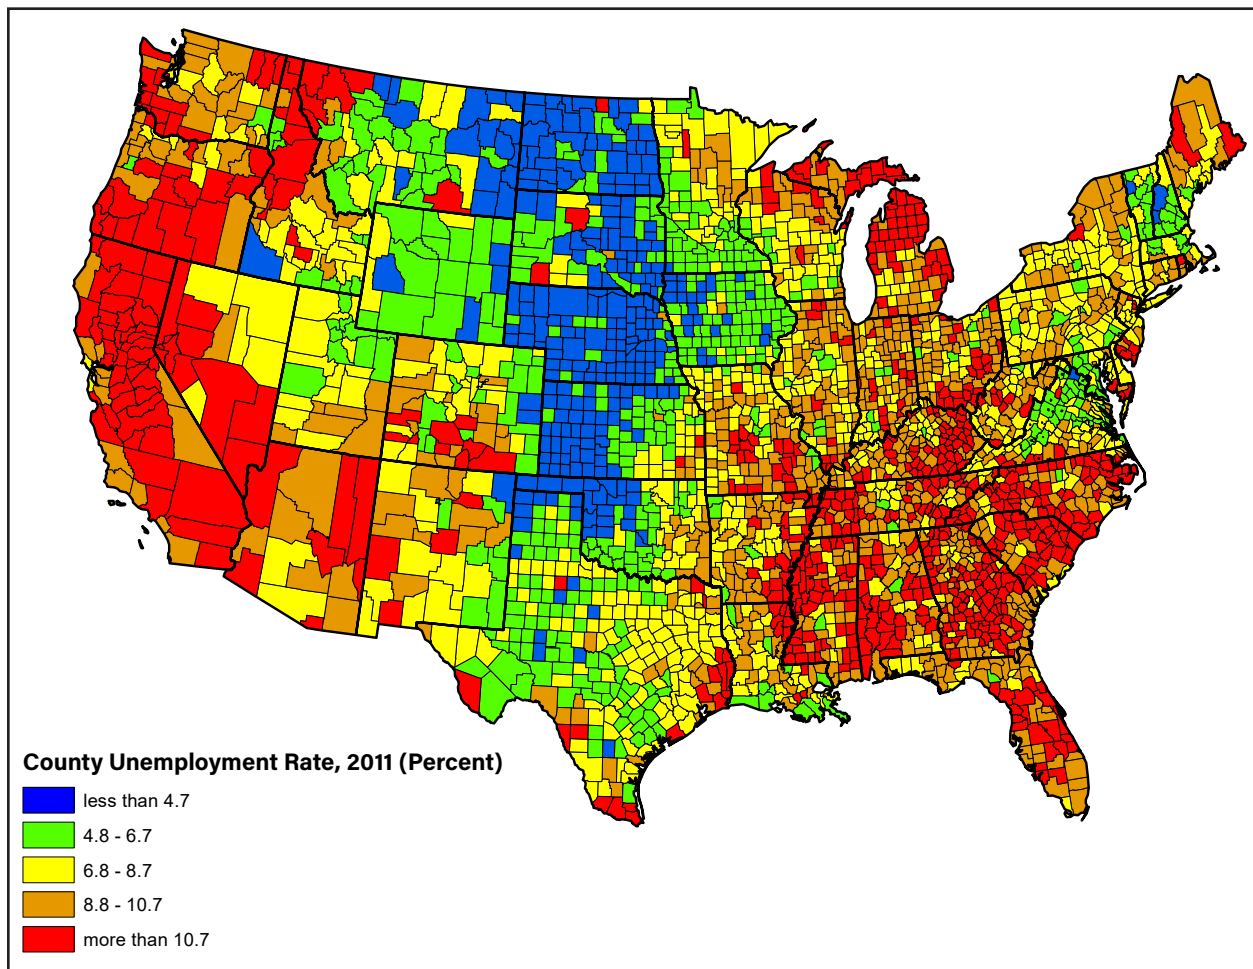 County Unemployment Rate, 2011 (Percent)
less than 4.7
4.8 - 6.7
6.8 - 8.7
8.8 - 10.7
more than 10.7